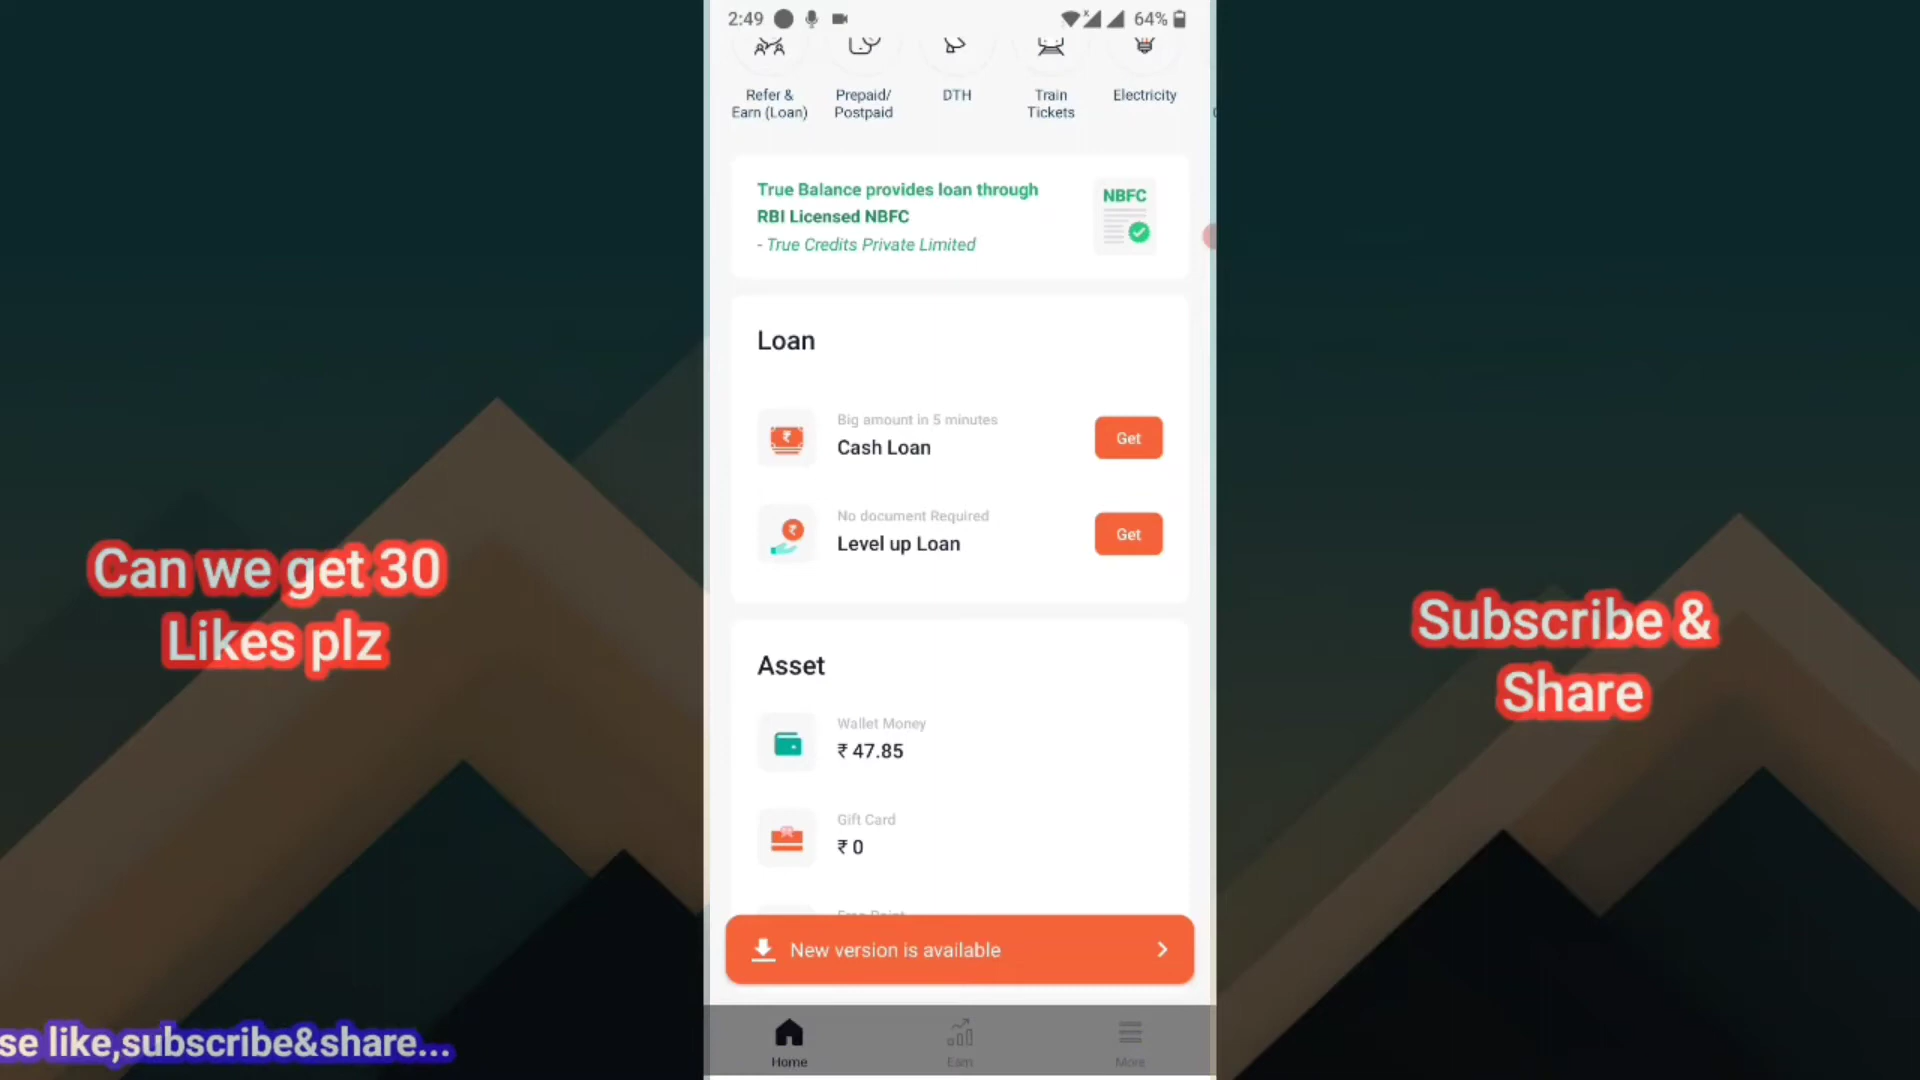 2:49
64%
Refer &
Earn (Loan)
Prepaid/
Postpaid
DTH
Train
Tickets
Electricity
True Balance provides loan through
RBI Licensed NBFC
- True Credits Private Limited
NBFC
Loan
Big amount in 5 minutes
Cash Loan
Get
No document Required
Level up Loan
Get
Asset
Wallet Money
₹ 47.85
Gift Card
₹ 0
New version is available
Home
Earn
More
Can we get 30
Likes plz
Subscribe &
Share
se like,subscribe&share...